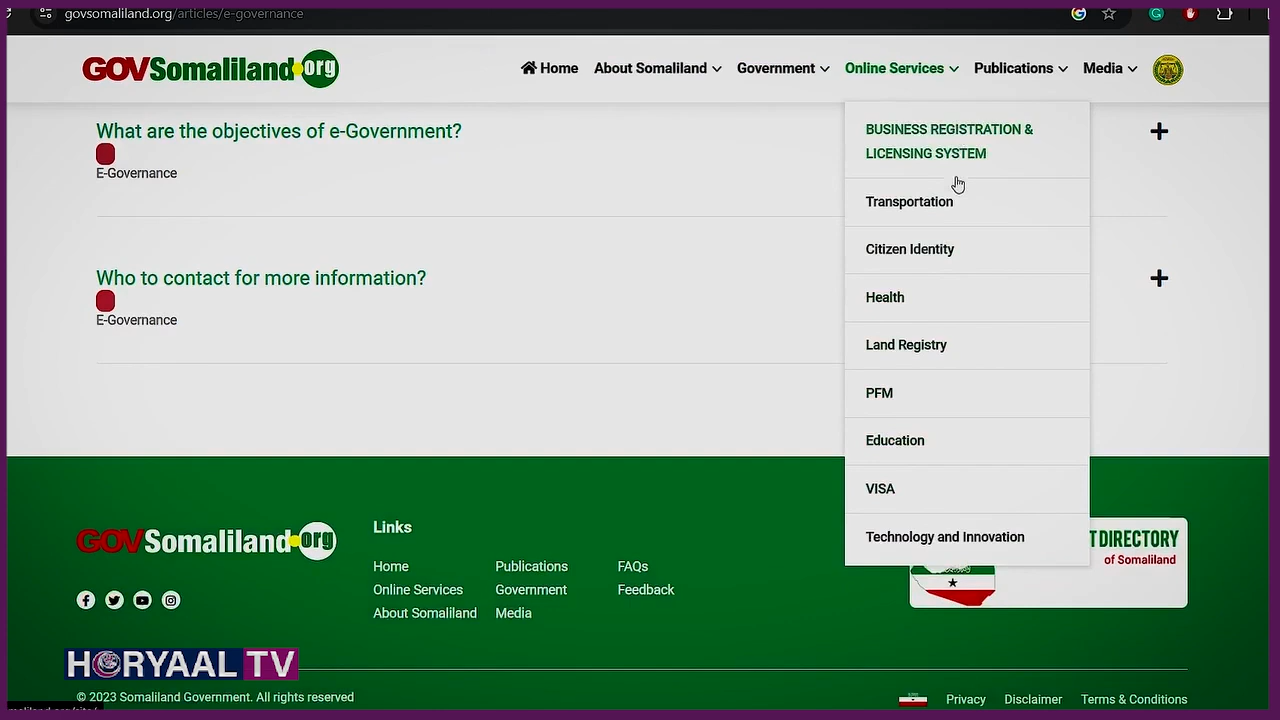 govsomaliland.org/articles/e-governance
GOVSomaliland.org
Home
About Somaliland
Government
Online Services
Publications
Media
What are the objectives of e-Government?
E-Governance
Who to contact for more information?
E-Governance
BUSINESS REGISTRATION &
LICENSING SYSTEM
Transportation
Citizen Identity
Health
Land Registry
PFM
Education
VISA
Technology and Innovation
GOVSomaliland.org
Links
Home
Publications
FAQs
Online Services
Government
Feedback
About Somaliland
Media
T DIRECTORY
of Somaliland
HORYAAL TV
© 2023 Somaliland Government. All rights reserved
Privacy
Disclaimer
Terms & Conditions